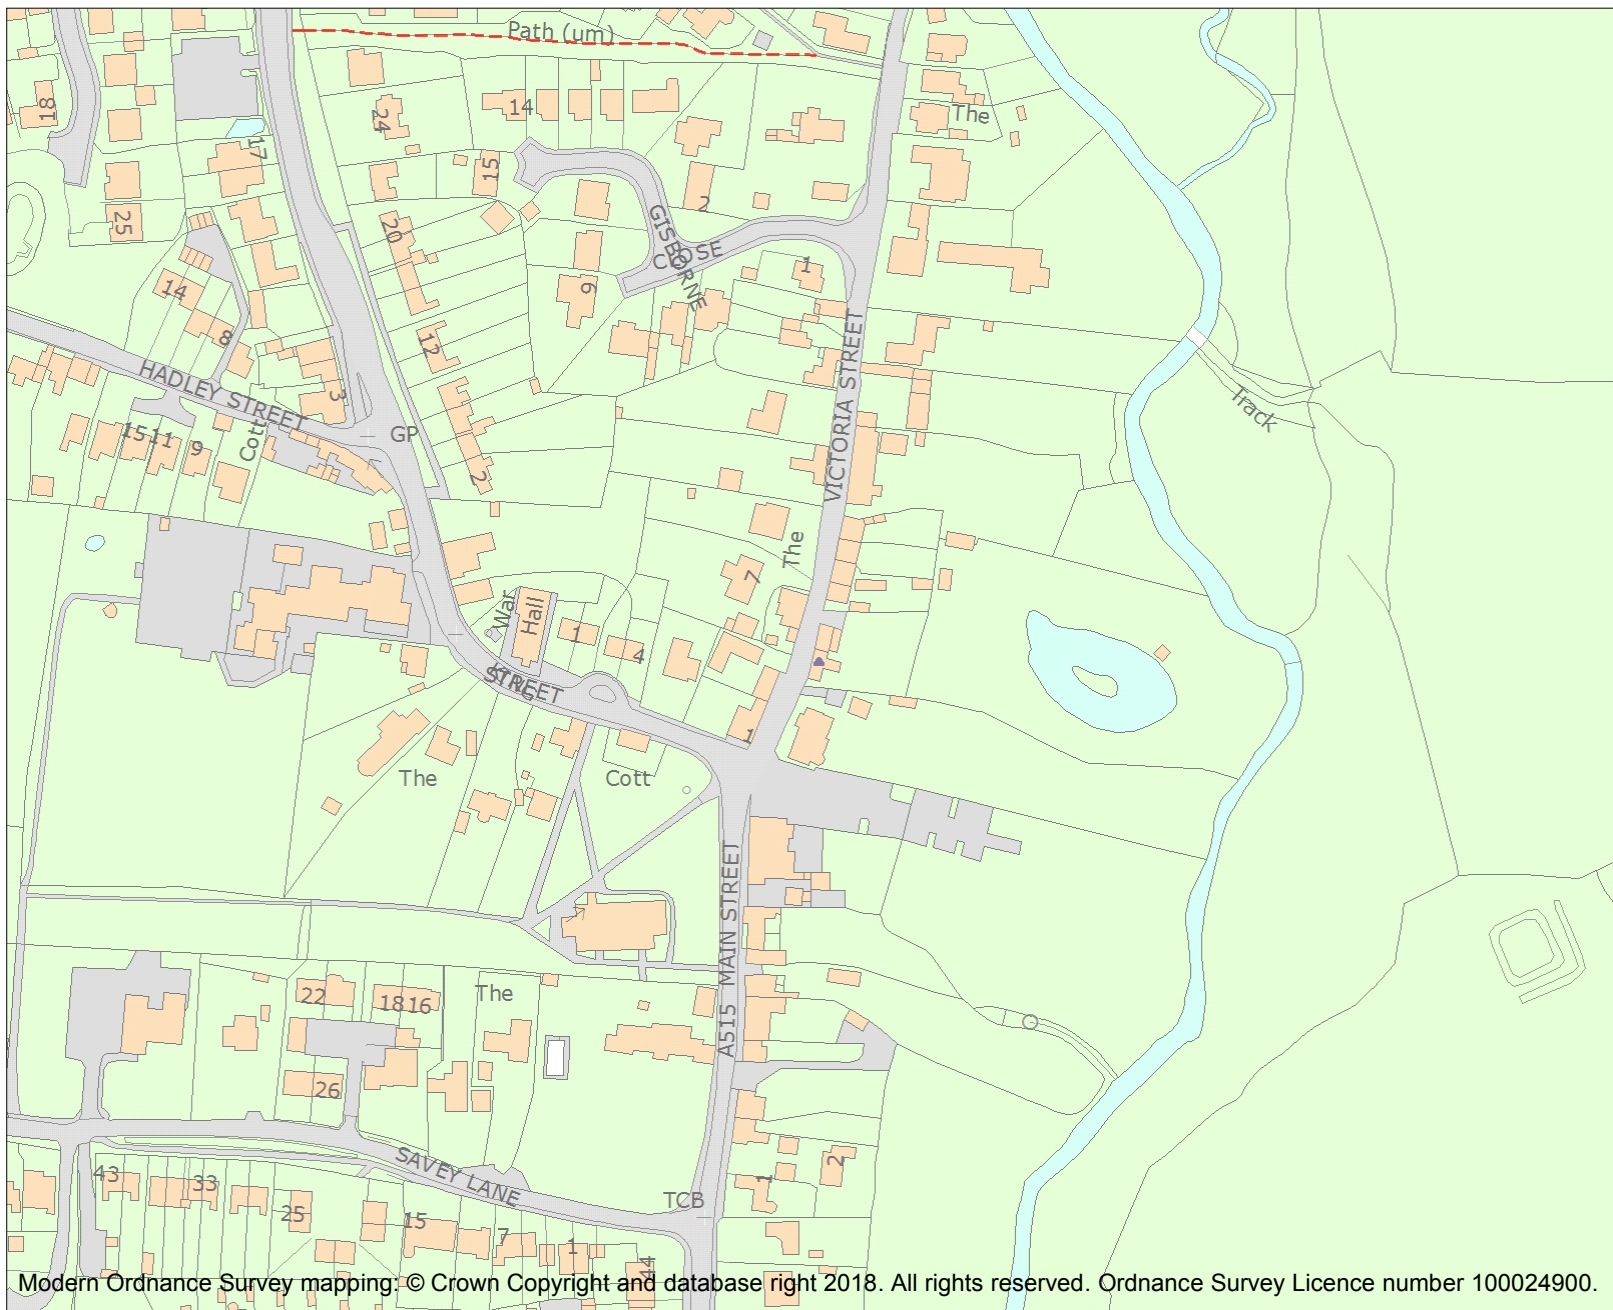 Path (um)
18
24
14
The
17
15
25
2
20
GISBORNE
CLOSE
1
14
9
8
12
HADLEY STREET
3
VICTORIA STREET
Track
GP
Cott
15 11
9
2
The
7
War
Hall
1
4
KING
STREET
1
The
Cott
A515 MAIN STREET
The
22
18 16
26
SAVEY LANE
43
33
25
15
7
1
TCB
1
2
44
Modern Ordnance Survey mapping: © Crown Copyright and database right 2018. All rights reserved. Ordnance Survey Licence number 100024900.